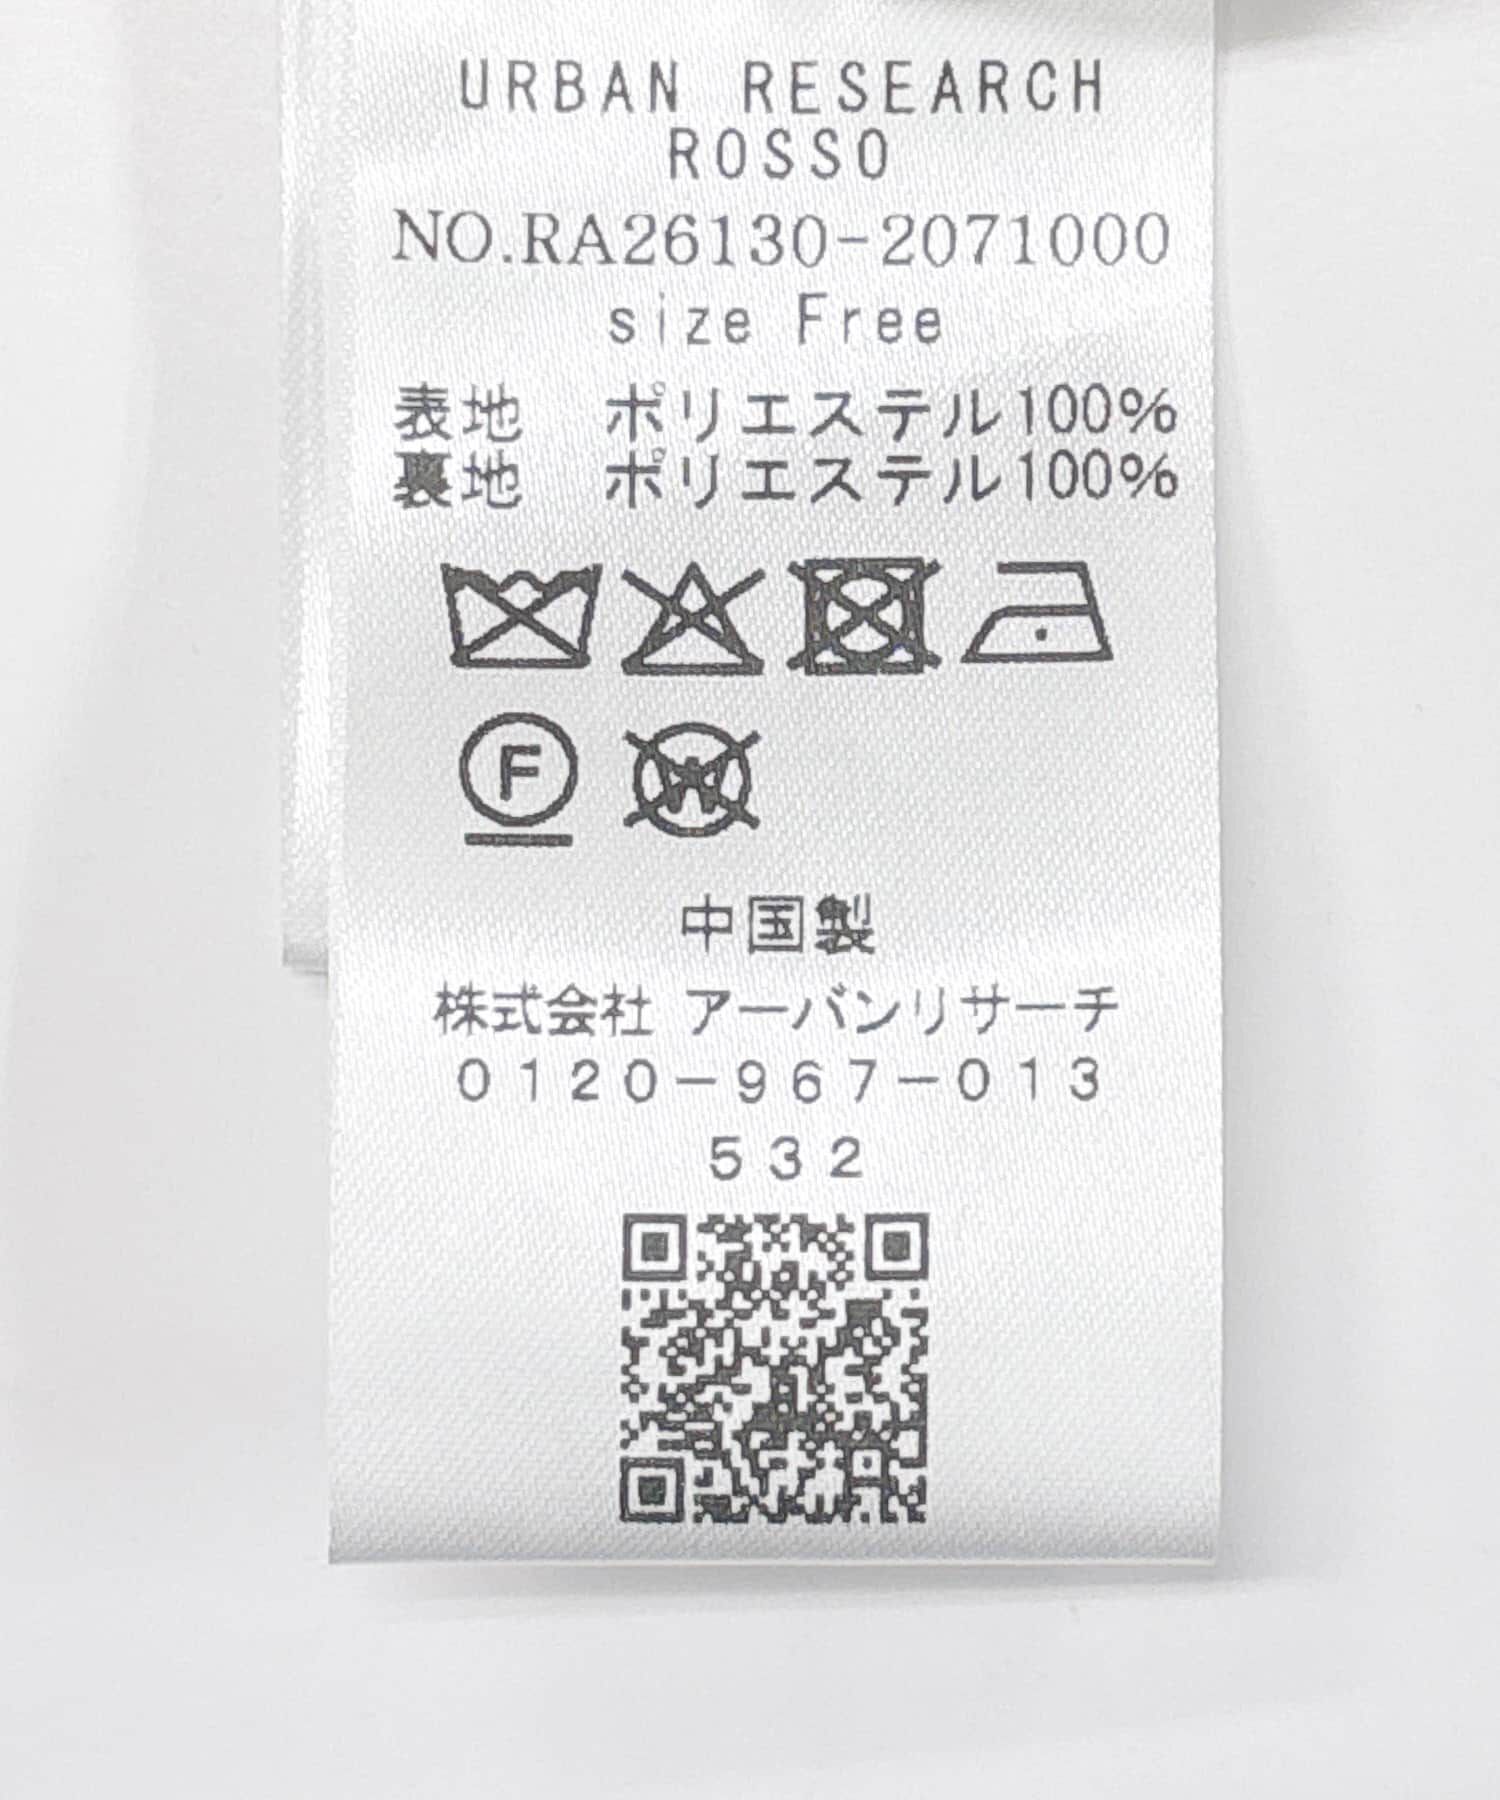 URBAN RESEARCH
ROSSO
NO.RA26130-2071000
size Free
表地 ポリエステル100%
裏地 ポリエステル100%
F
W
中国製
株式会社 アーバンリサーチ
0120-967-013
532